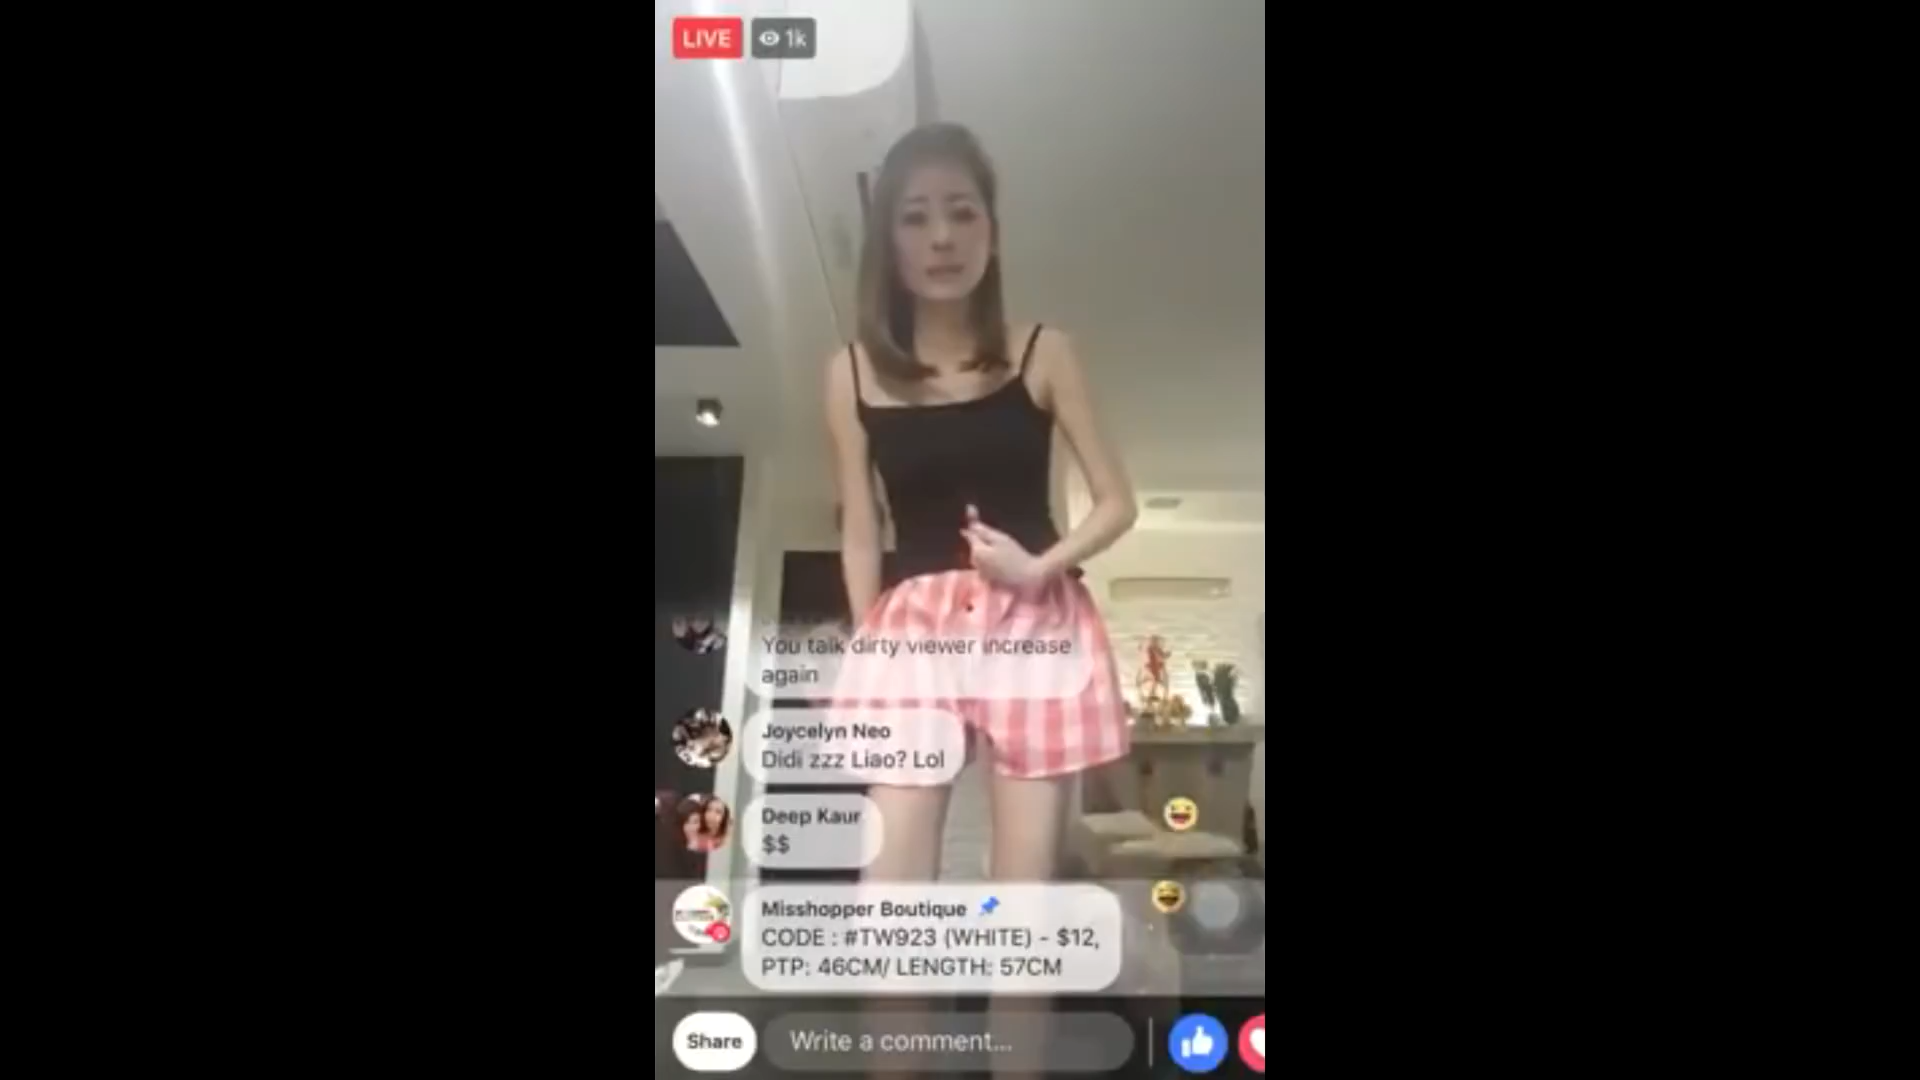 LIVE
1k
You talk dirty viewer increase
again
Joycelyn Neo
Didi zzz Liao? Lol
Deep Kaur
$$
Misshopper Boutique
CODE : #TW923 (WHITE) - $12,
PTP: 46CM/ LENGTH: 57CM
Share
Write a comment...